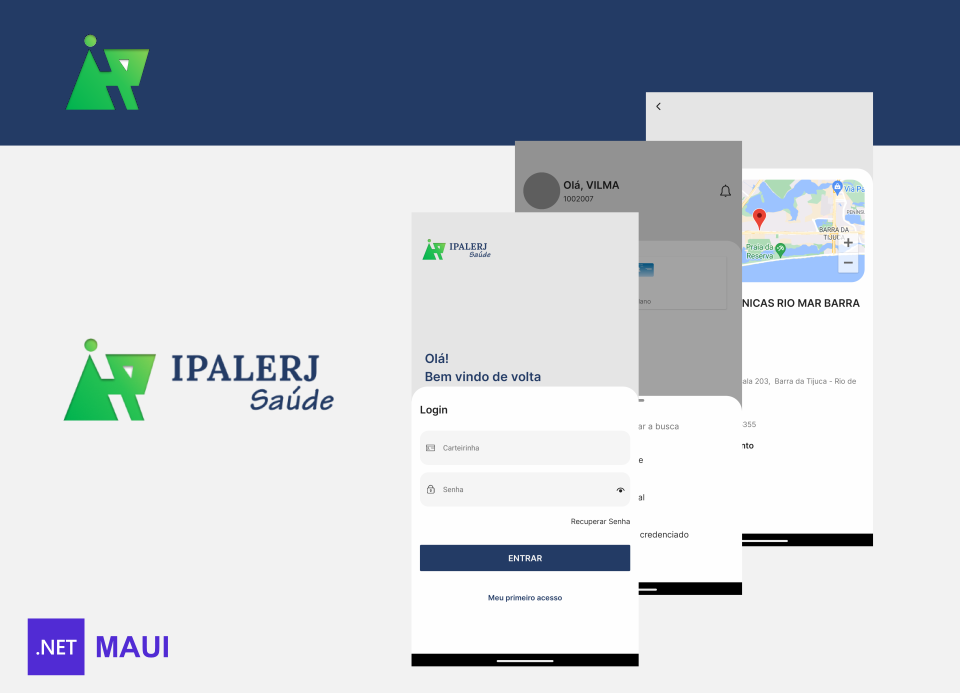 IPALERJ
Saúde
.NET MAUI
IPALERJ
Saúde
Olá!
Bem vindo de volta
Login
Carteirinha
Senha
Recuperar Senha
ENTRAR
Meu primeiro acesso
Olá, VILMA
1002007
ar a busca
e
al
credenciado
Via Pa
BARRA DA
TIJUCA
Praia da
Reserva
+
−
NICAS RIO MAR BARRA
ala 203, Barra da Tijuca - Rio de
355
nto